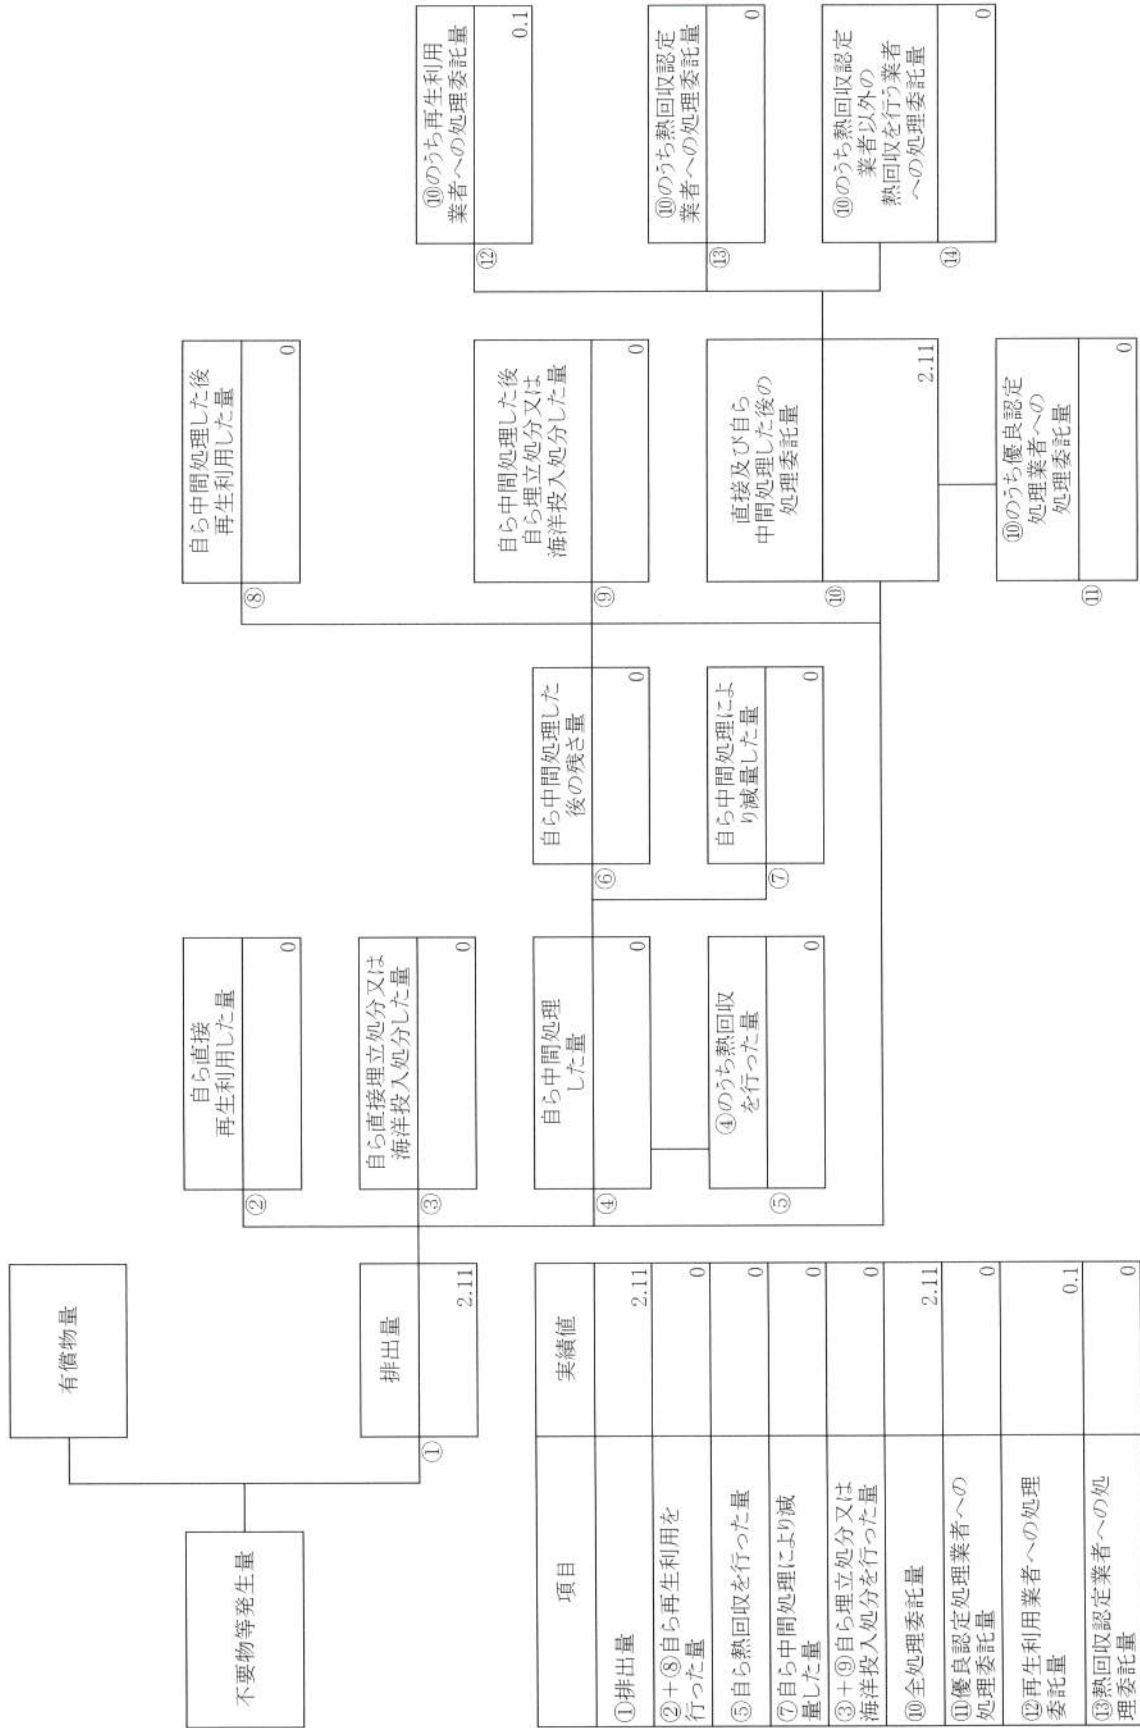 不要物等発生量
有償物量
①
排出量
2.11
②
自ら直接
再生利用した量
0
③
自ら直接埋立処分又は
海洋投入処分した量
0
④
自ら中間処理
した量
0
⑤
④のうち熱回収
を行った量
0
⑥
自ら中間処理した
後の残さ量
0
⑦
自ら中間処理によ
り減量した量
0
⑧
自ら中間処理した後
再生利用した量
0
⑨
自ら中間処理した後
自ら埋立処分又は
海洋投入処分した量
0
⑩
直接及び自ら
中間処理した後の
処理委託量
2.11
⑪
⑩のうち優良認定
処理業者への
処理委託量
0
⑫
⑩のうち再生利用
業者への処理委託量
0.1
⑬
⑩のうち熱回収認定
業者への処理委託量
0
⑭
⑩のうち熱回収認定
業者以外の
熱回収を行う業者
への処理委託量
0
項目 実績値
①排出量 2.11
②+⑧自ら再生利用を
行った量 0
⑤自ら熱回収を行った量 0
⑦自ら中間処理により減
量した量 0
③+⑨自ら埋立処分又は
海洋投入処分を行った量 0
⑩全処理委託量 2.11
⑪優良認定処理業者への
処理委託量 0
⑫再生利用業者への処理
委託量 0.1
⑬熱回収認定業者への処
理委託量 0